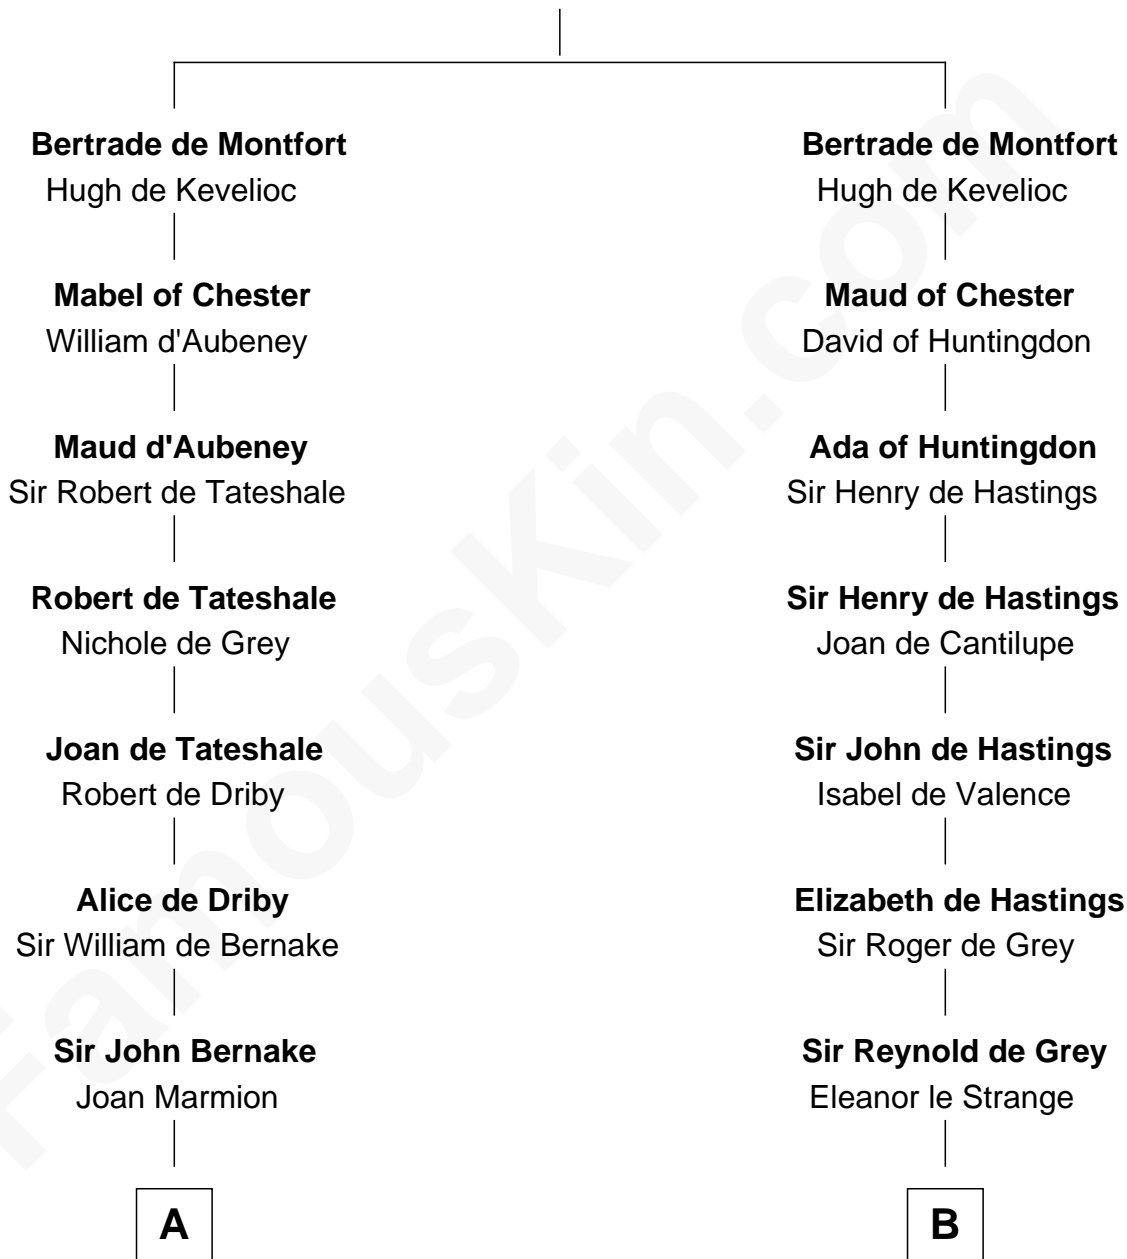 Bertrade de Montfort
Hugh de Kevelioc
Mabel of Chester
William d'Aubeney
Maud d'Aubeney
Sir Robert de Tateshale
Robert de Tateshale
Nichole de Grey
Joan de Tateshale
Robert de Driby
Alice de Driby
Sir William de Bernake
Sir John Bernake
Joan Marmion
A
Bertrade de Montfort
Hugh de Kevelioc
Maud of Chester
David of Huntingdon
Ada of Huntingdon
Sir Henry de Hastings
Sir Henry de Hastings
Joan de Cantilupe
Sir John de Hastings
Isabel de Valence
Elizabeth de Hastings
Sir Roger de Grey
Sir Reynold de Grey
Eleanor le Strange
B
FamousKin.com